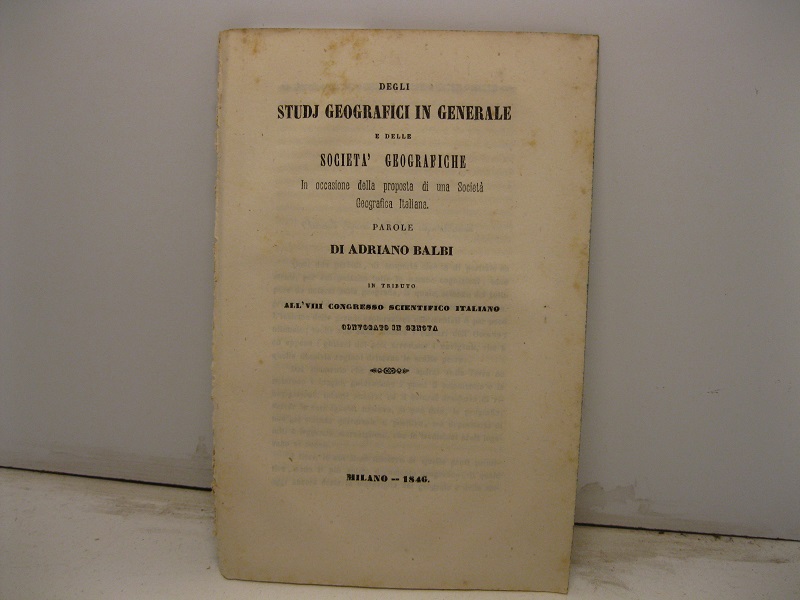 DEGLI
STUDJ GEOGRAFICI IN GENERALE
E DELLE
SOCIETA' GEOGRAFICHE
In occasione della proposta di una Società
Geografica Italiana.
PAROLE
DI ADRIANO BALBI
IN TRIBUTO
ALL'VIII CONGRESSO SCIENTIFICO ITALIANO
CONVOCATO IN GENOVA
MILANO -- 1846.